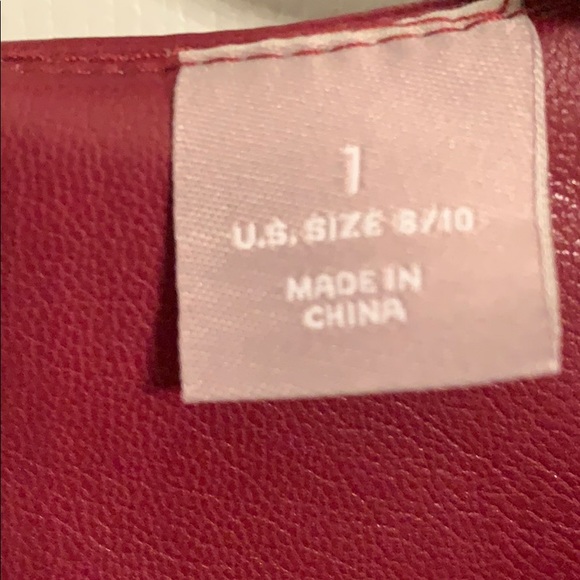 1
U.S. SIZE 8/10
MADE IN
CHINA